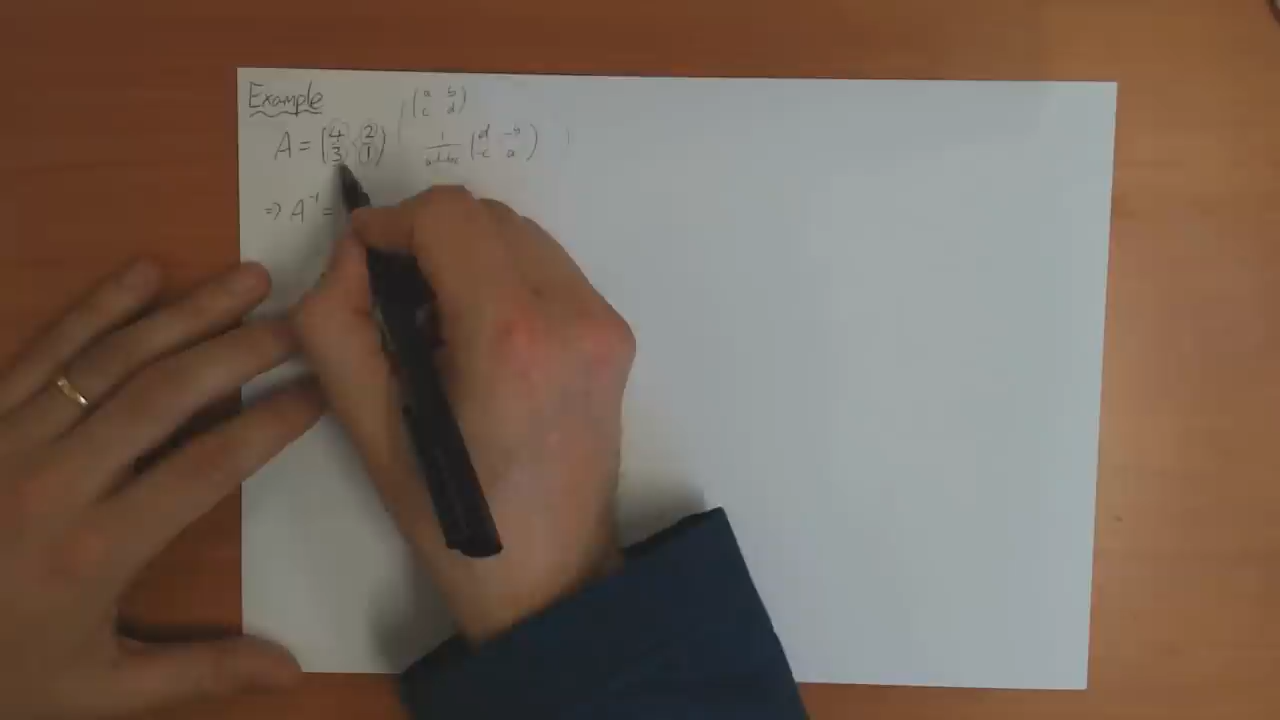 Example
(a b
c d)
A = (4 2
3 1)
1/ad-bc (d -b
-c a)
⇒ A⁻¹ =